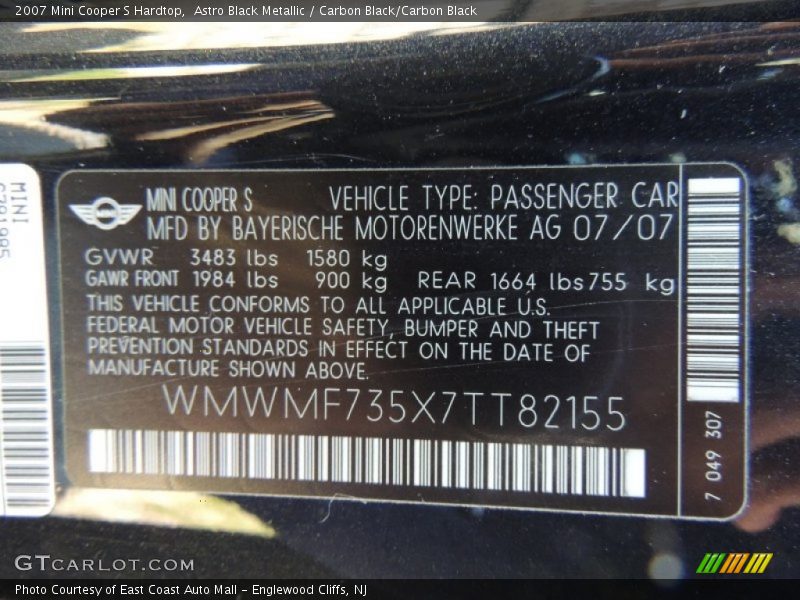 2007 Mini Cooper S Hardtop, Astro Black Metallic / Carbon Black/Carbon Black
MINI
MINI COOPER S VEHICLE TYPE: PASSENGER CAR
MFD BY BAYERISCHE MOTORENWERKE AG 07/07
GVWR 3483 lbs 1580 kg
GAWR FRONT 1984 lbs 900 kg REAR 1664 lbs 755 kg
THIS VEHICLE CONFORMS TO ALL APPLICABLE U.S.
FEDERAL MOTOR VEHICLE SAFETY, BUMPER AND THEFT
PREVENTION STANDARDS IN EFFECT ON THE DATE OF
MANUFACTURE SHOWN ABOVE.
WMWMF735X7TT82155
7 049 307
GTCARLOT.COM
Photo Courtesy of East Coast Auto Mall - Englewood Cliffs, NJ